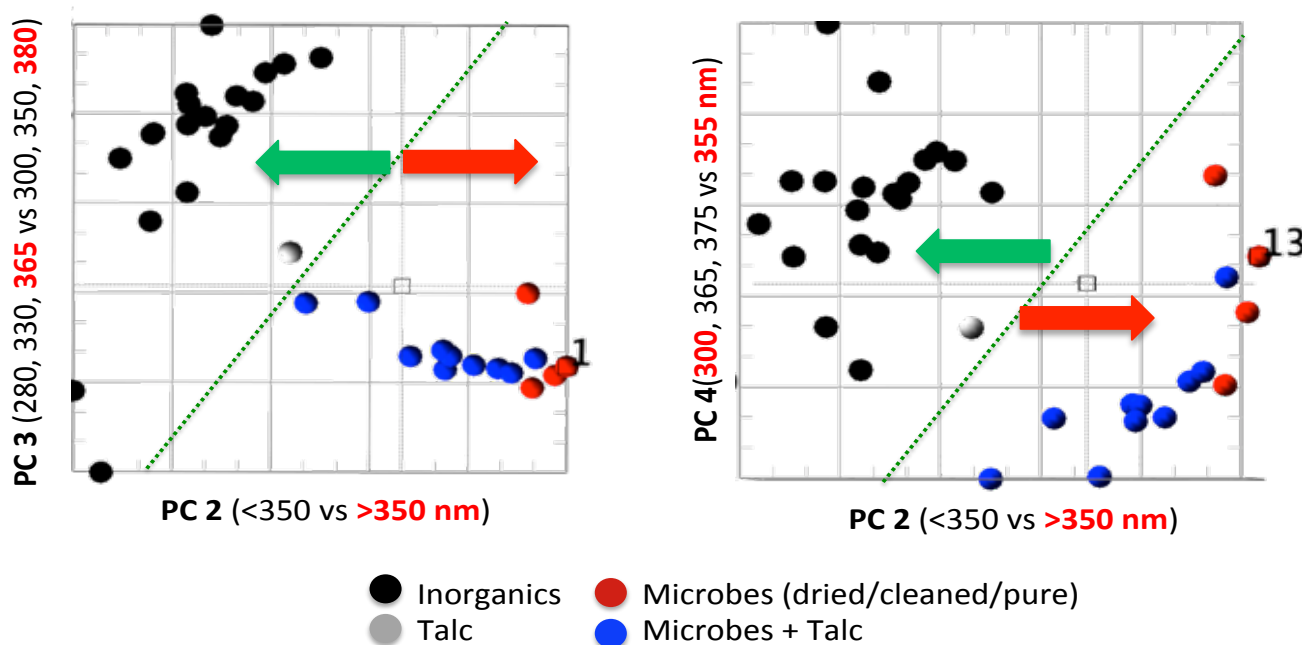 PC 3 (280, 330, 365 vs 300, 350, 380)
1
PC 2 (<350 vs >350 nm)
PC 4(300, 365, 375 vs 355 nm)
13
PC 2 (<350 vs >350 nm)
Inorganics
Microbes (dried/cleaned/pure)
Talc
Microbes + Talc